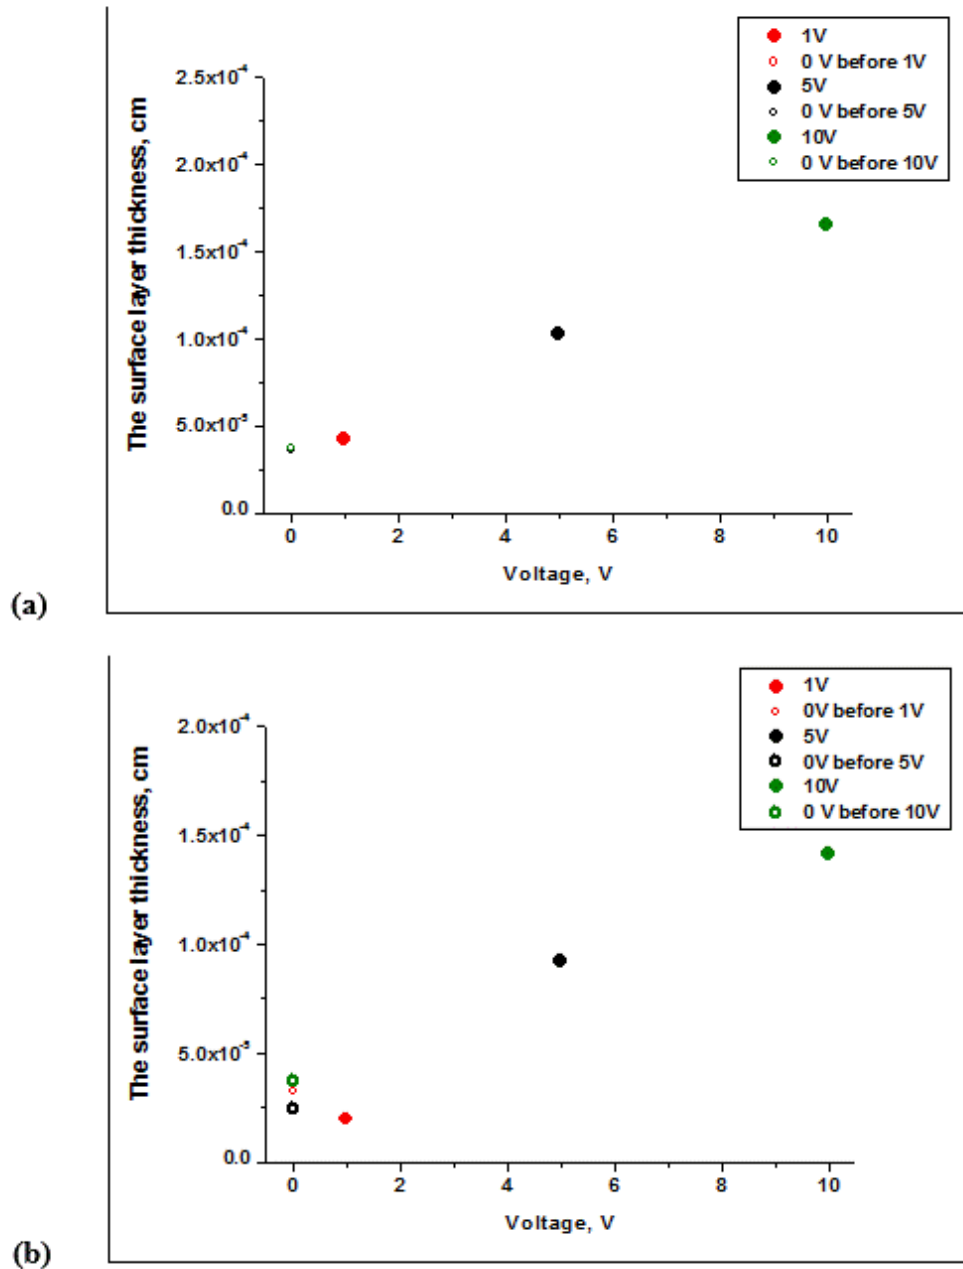 1V
0 V before 1V
5V
0 V before 5V
10V
0 V before 10V
The surface layer thickness, cm
2.5x10⁻⁴
2.0x10⁻⁴
1.5x10⁻⁴
1.0x10⁻⁴
5.0x10⁻⁵
0.0
0 2 4 6 8 10
Voltage, V
(a)
1V
0V before 1V
5V
0V before 5V
10V
0 V before 10V
The surface layer thickness, cm
2.0x10⁻⁴
1.5x10⁻⁴
1.0x10⁻⁴
5.0x10⁻⁵
0.0
0 2 4 6 8 10
Voltage, V
(b)